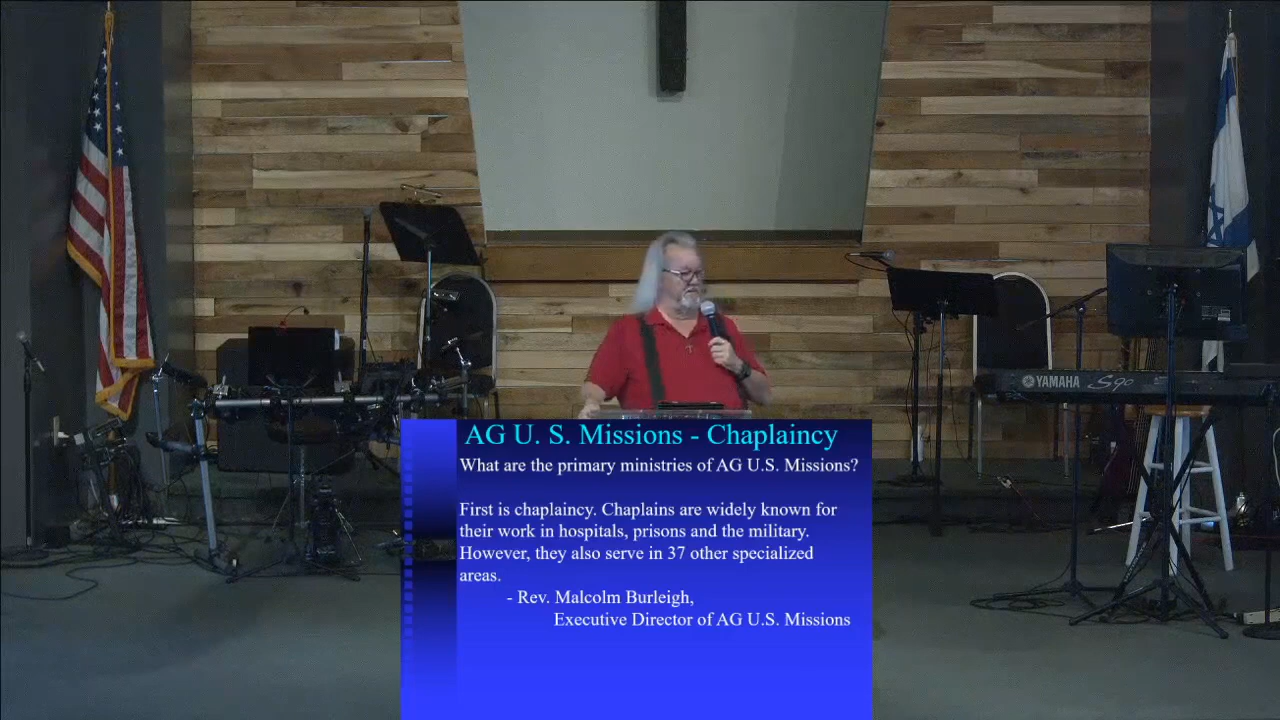 AG U. S. Missions - Chaplaincy
What are the primary ministries of AG U.S. Missions?
First is chaplaincy. Chaplains are widely known for
their work in hospitals, prisons and the military.
However, they also serve in 37 other specialized
areas.
- Rev. Malcolm Burleigh,
Executive Director of AG U.S. Missions
YAMAHA S90